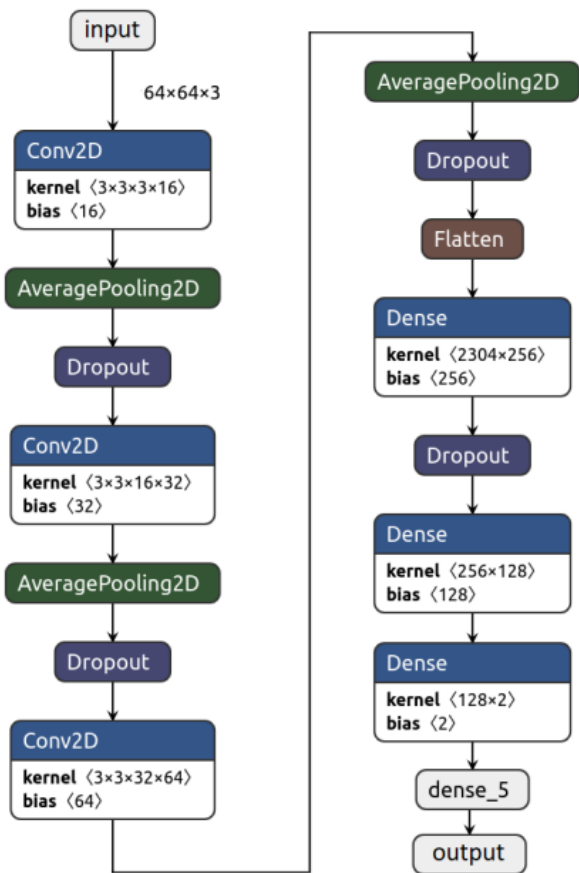 input
64×64×3
Conv2D
kernel ⟨3×3×3×16⟩
bias ⟨16⟩
AveragePooling2D
Dropout
Conv2D
kernel ⟨3×3×16×32⟩
bias ⟨32⟩
AveragePooling2D
Dropout
Conv2D
kernel ⟨3×3×32×64⟩
bias ⟨64⟩
AveragePooling2D
Dropout
Flatten
Dense
kernel ⟨2304×256⟩
bias ⟨256⟩
Dropout
Dense
kernel ⟨256×128⟩
bias ⟨128⟩
Dense
kernel ⟨128×2⟩
bias ⟨2⟩
dense_5
output